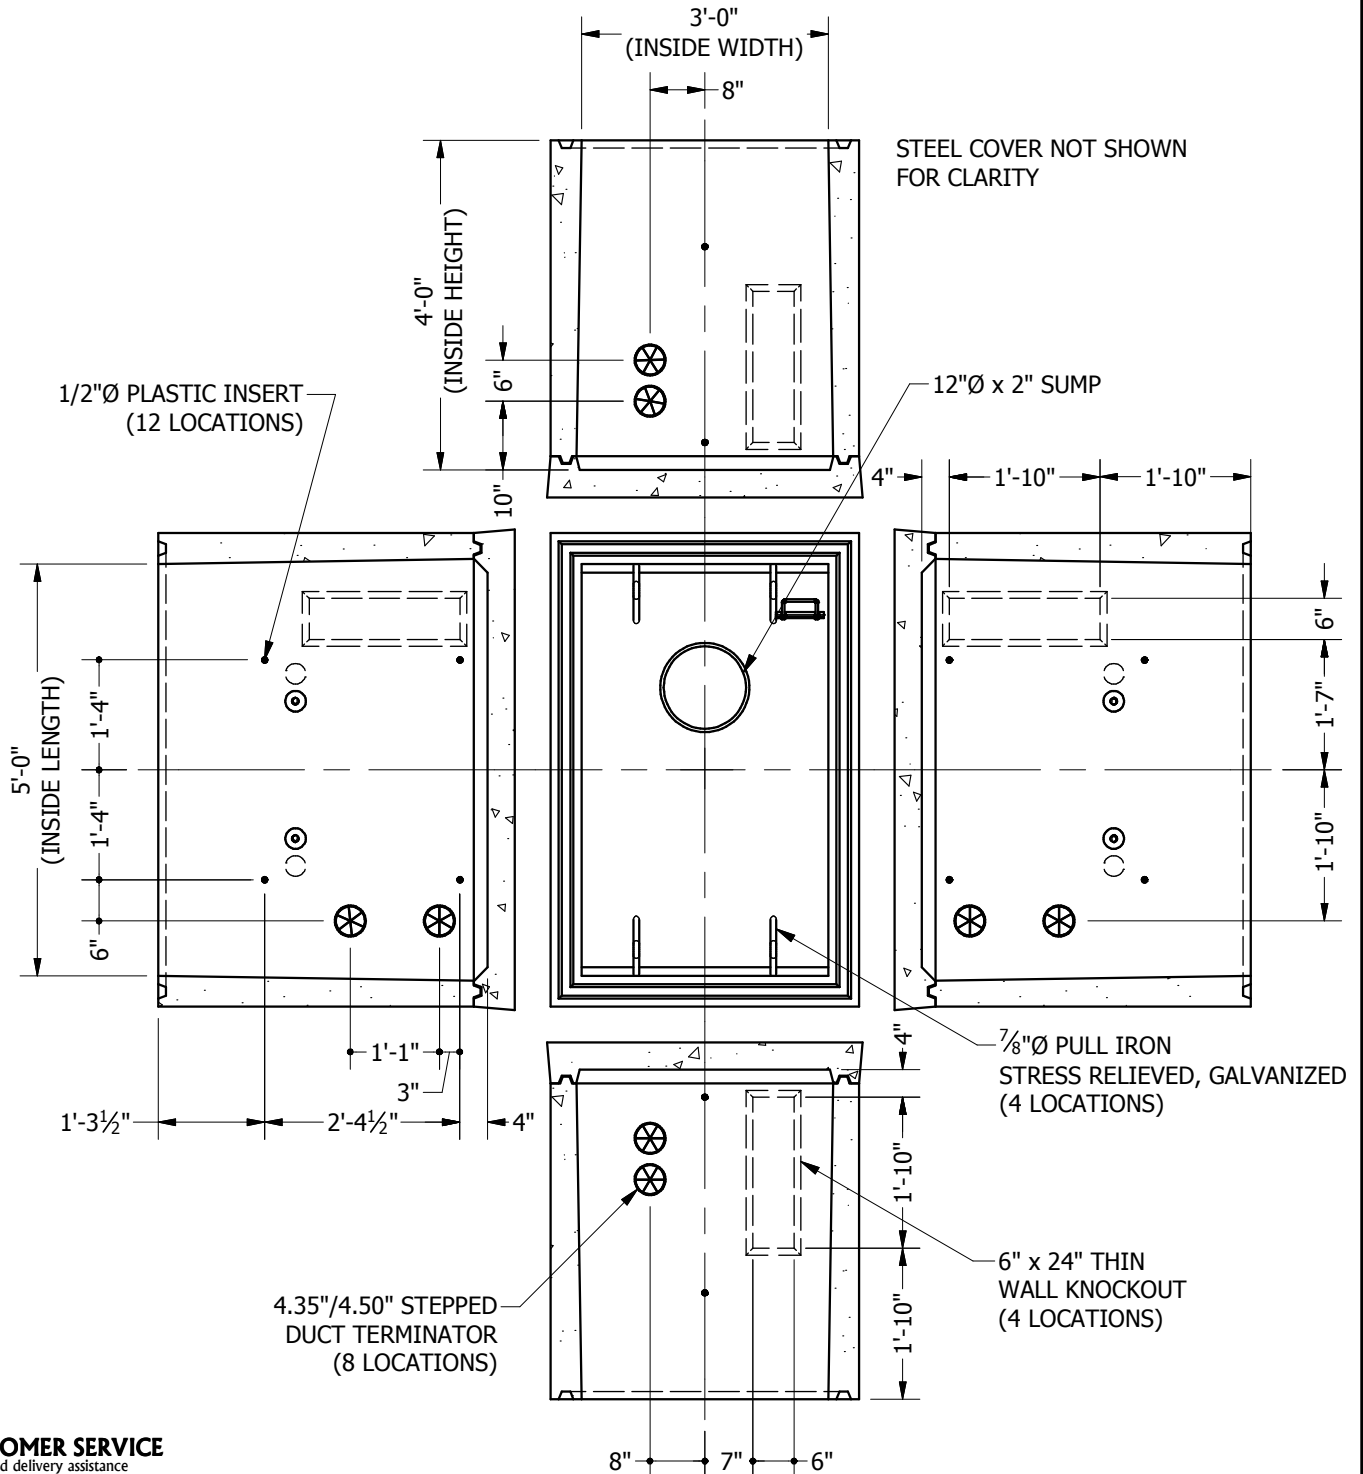 3'-0"
(INSIDE WIDTH)
8"
STEEL COVER NOT SHOWN
FOR CLARITY
4'-0"
(INSIDE HEIGHT)
6"
10"
1/2"Ø PLASTIC INSERT
(12 LOCATIONS)
12"Ø x 2" SUMP
4"
1'-10"
1'-10"
5'-0"
(INSIDE LENGTH)
1'-4"
1'-4"
6"
6"
1'-7"
1'-10"
1'-1"
3"
1'-3½"
2'-4½"
4"
4"
⅞"Ø PULL IRON
STRESS RELIEVED, GALVANIZED
(4 LOCATIONS)
1'-10"
1'-10"
6" x 24" THIN
WALL KNOCKOUT
(4 LOCATIONS)
4.35"/4.50" STEPPED
DUCT TERMINATOR
(8 LOCATIONS)
8"
7"
6"
OMER SERVICE
d delivery assistance